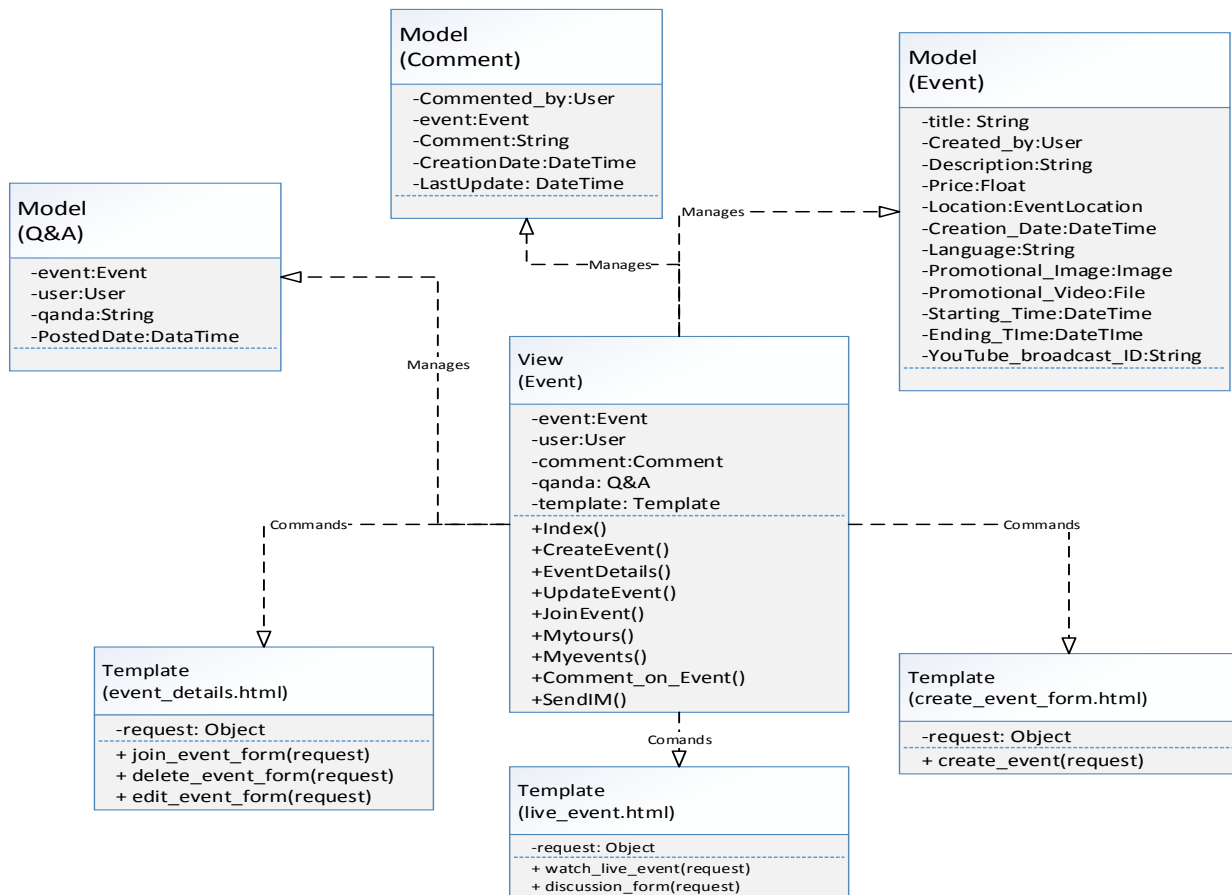 Model
(Comment)
-Commented_by:User
-event:Event
-Comment:String
-CreationDate:DateTime
-LastUpdate: DateTime
Model
(Event)
-title: String
-Created_by:User
-Description:String
-Price:Float
-Location:EventLocation
-Creation_Date:DateTime
-Language:String
-Promotional_Image:Image
-Promotional_Video:File
-Starting_Time:DateTime
-Ending_TIme:DateTIme
-YouTube_broadcast_ID:String
Model
(Q&A)
-event:Event
-user:User
-qanda:String
-PostedDate:DataTime
Manages
Manages
Manages
View
(Event)
-event:Event
-user:User
-comment:Comment
-qanda: Q&A
-template: Template
+Index()
+CreateEvent()
+EventDetails()
+UpdateEvent()
+JoinEvent()
+Mytours()
+Myevents()
+Comment_on_Event()
+SendIM()
Commands
Commands
Comands
Template
(event_details.html)
-request: Object
+ join_event_form(request)
+ delete_event_form(request)
+ edit_event_form(request)
Template
(live_event.html)
-request: Object
+ watch_live_event(request)
+ discussion_form(request)
Template
(create_event_form.html)
-request: Object
+ create_event(request)